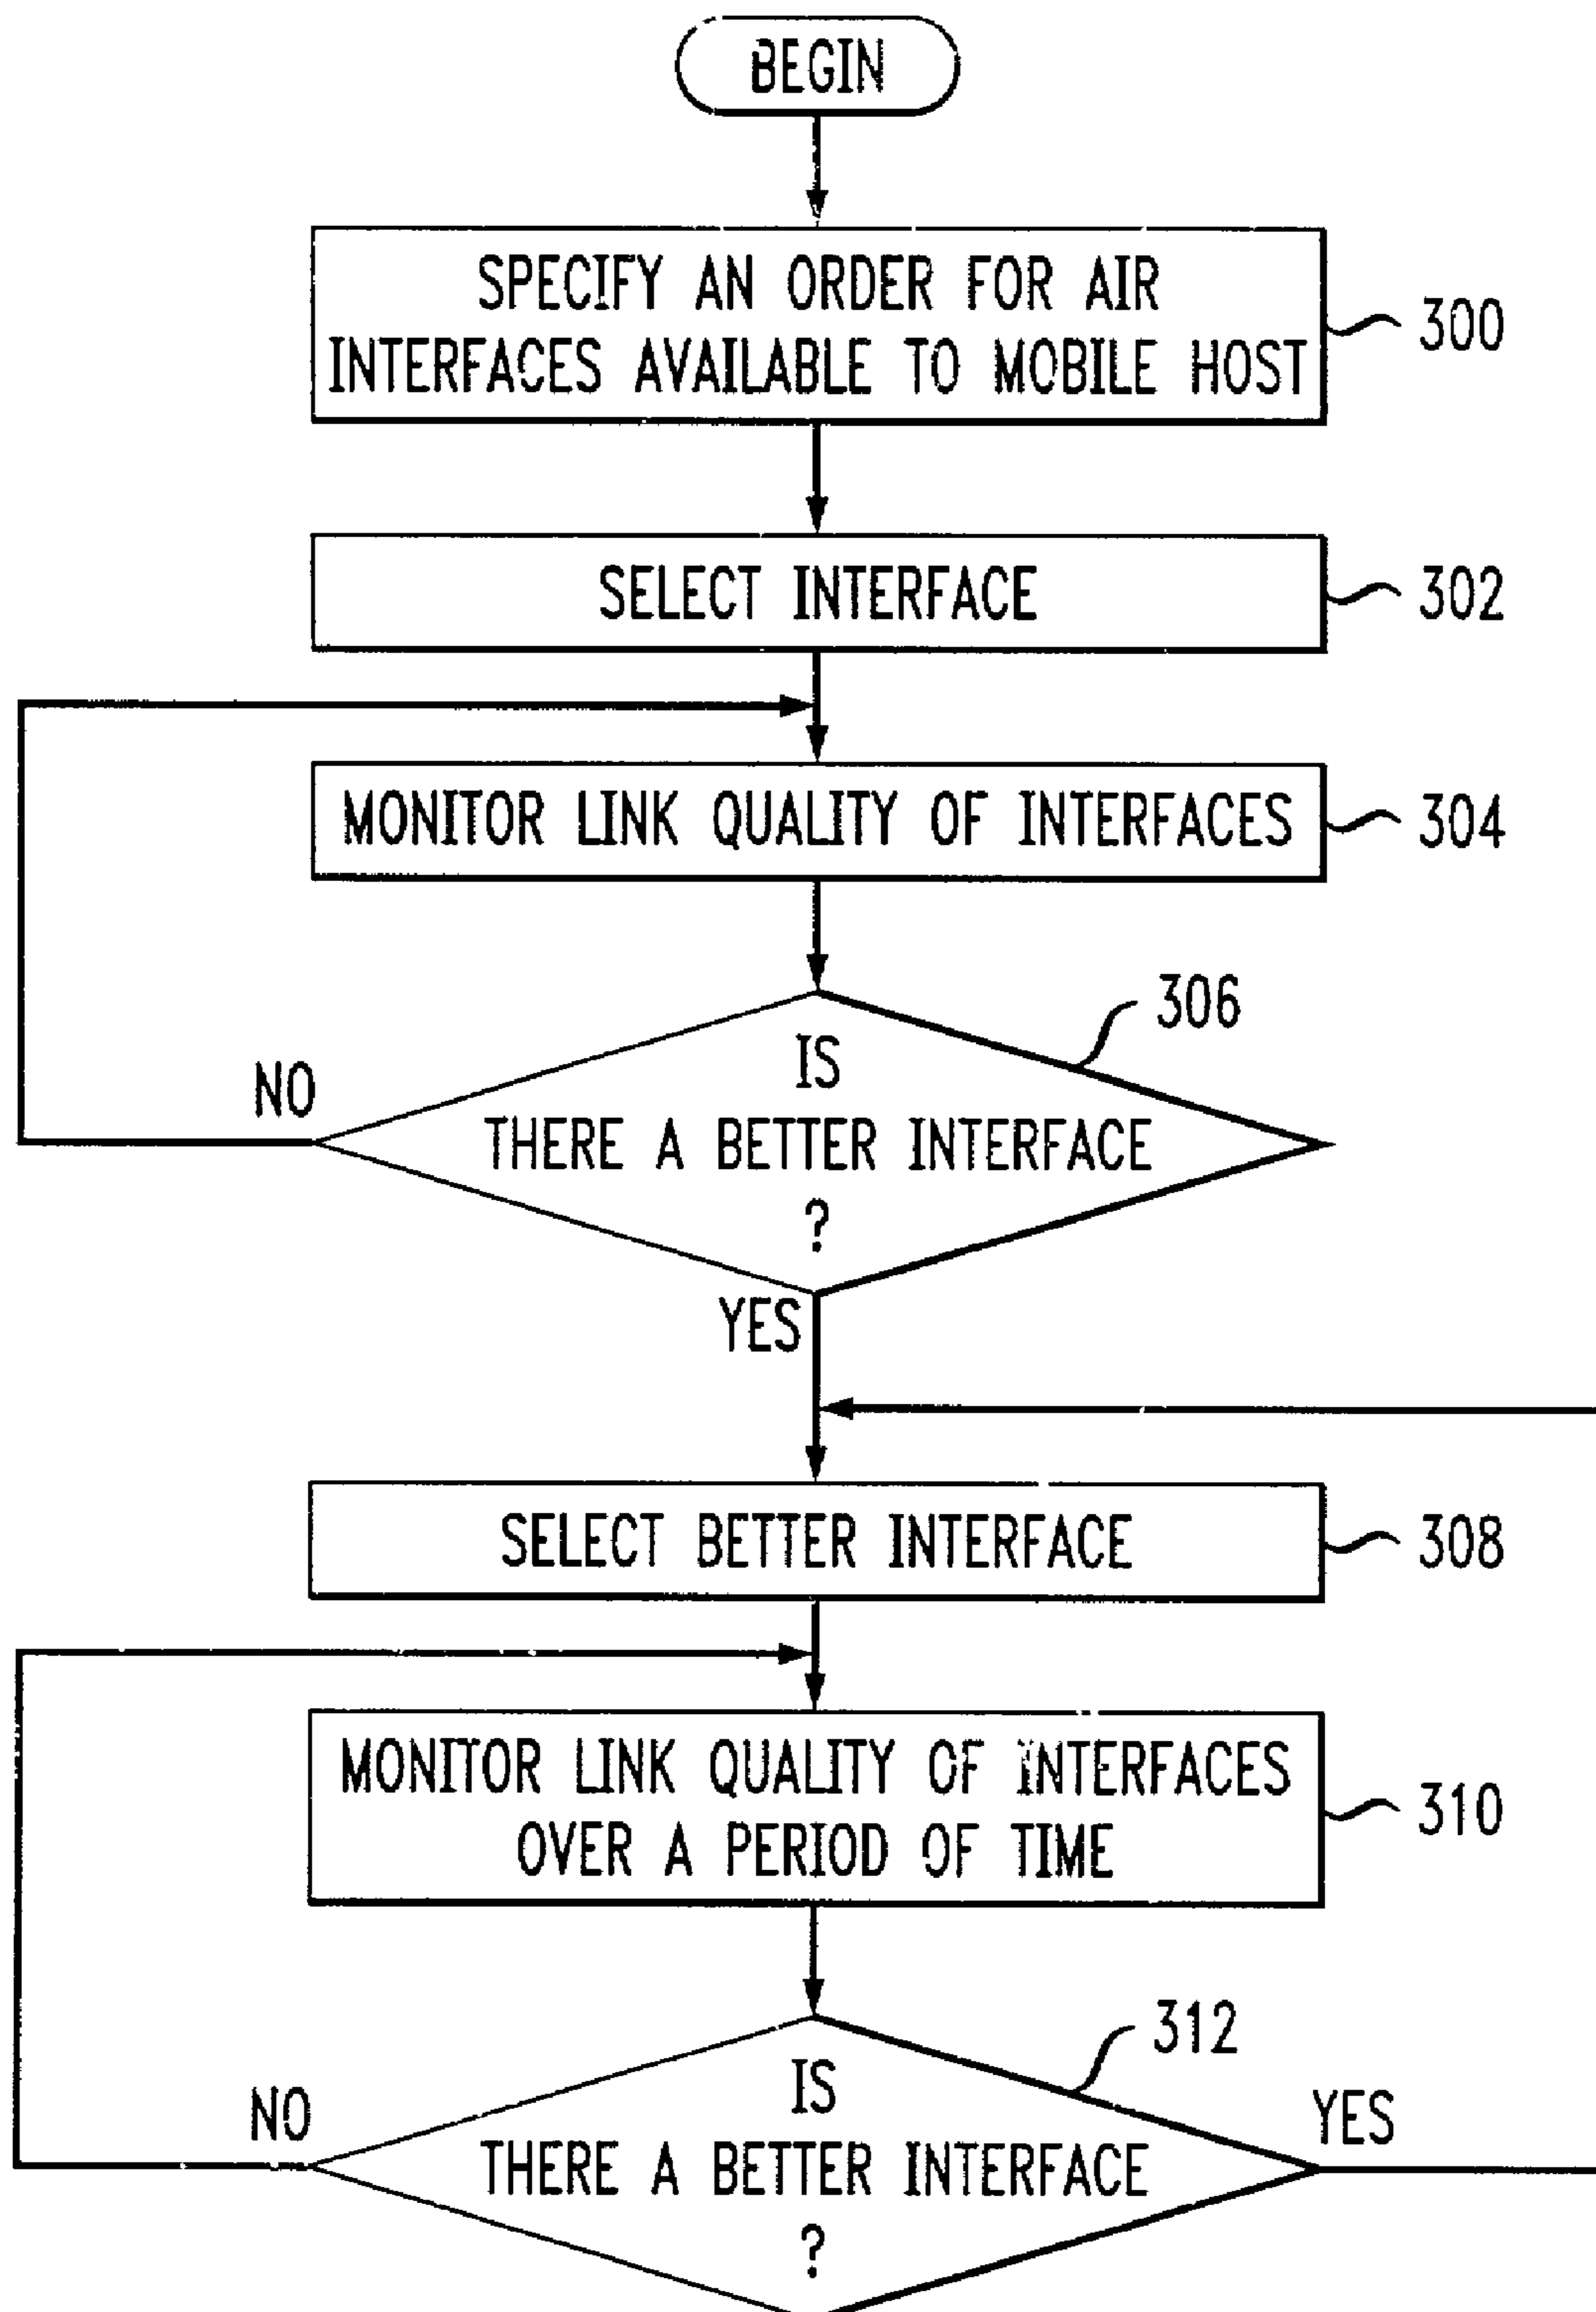 BEGIN
SPECIFY AN ORDER FOR AIR
INTERFACES AVAILABLE TO MOBILE HOST
300
SELECT INTERFACE
302
MONITOR LINK QUALITY OF INTERFACES
304
306
IS
THERE A BETTER INTERFACE
?
NO
YES
SELECT BETTER INTERFACE
308
MONITOR LINK QUALITY OF INTERFACES
OVER A PERIOD OF TIME
310
312
IS
THERE A BETTER INTERFACE
?
NO
YES